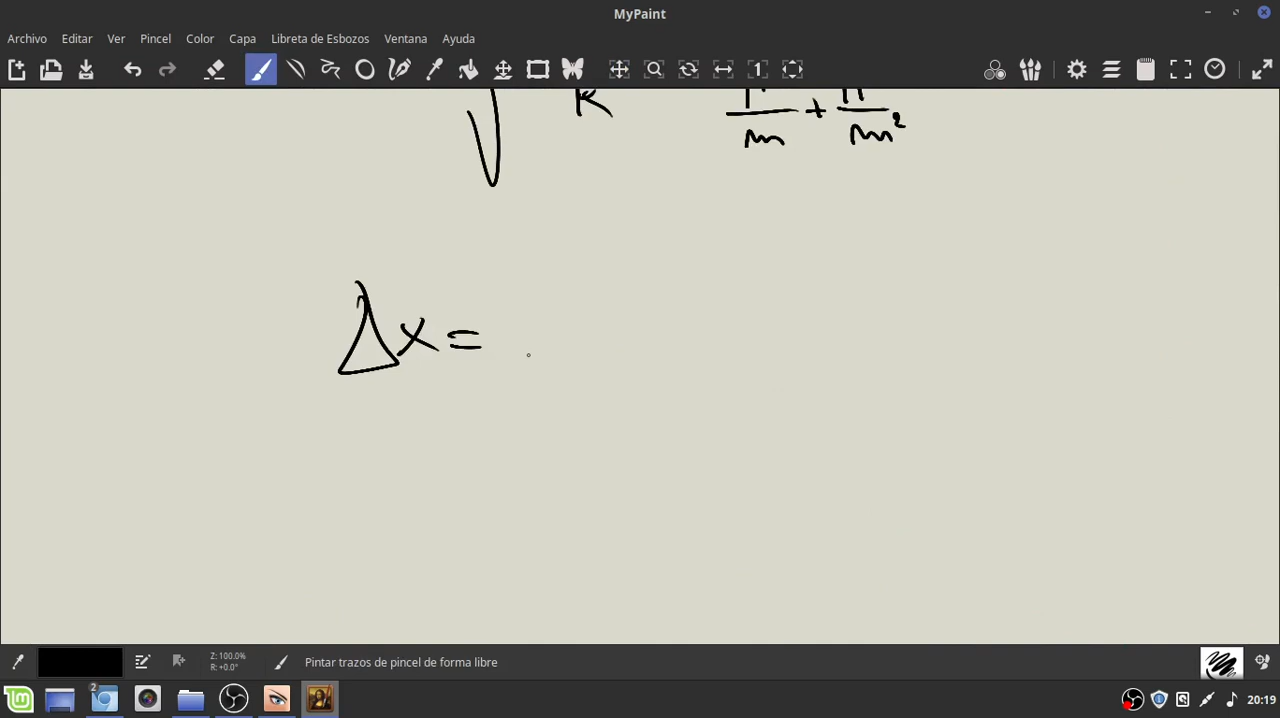 MyPaint
Archivo Editar Ver Pincel Color Capa Libreta de Esbozos Ventana Ayuda
k m + m²
Δx =
Z: 100.0%
R: +0.0°
Pintar trazos de pincel de forma libre
2
20:19